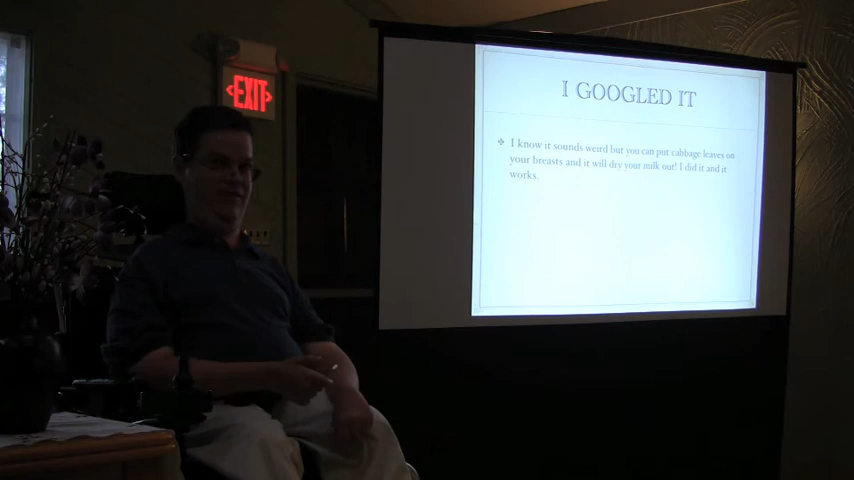 EXIT
I GOOGLED IT
I know it sounds weird but you can put cabbage leaves on
your breasts and it will dry your milk out! I did it and it
works.